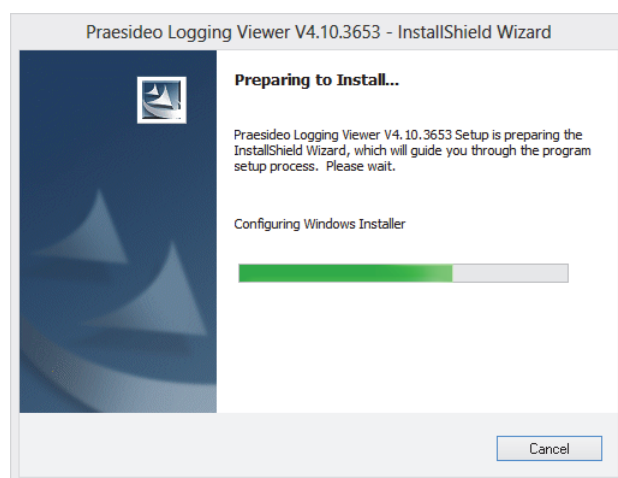 Praesideo Logging Viewer V4.10.3653 - InstallShield Wizard
Preparing to Install...
Praesideo Logging Viewer V4.10.3653 Setup is preparing the
InstallShield Wizard, which will guide you through the program
setup process. Please wait.
Configuring Windows Installer
Cancel